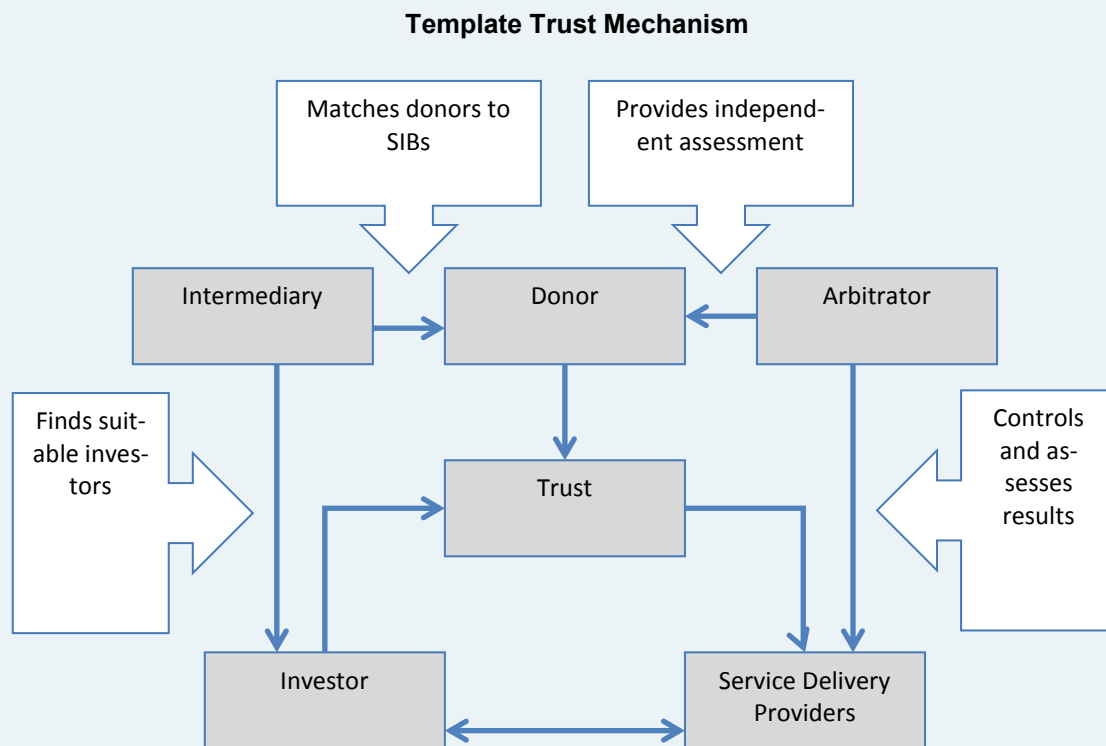 Template Trust Mechanism
Matches donors to
SIBs
Provides independ-
ent assessment
Intermediary
Donor
Arbitrator
Finds suit-
able inves-
tors
Controls
and as-
sesses
results
Trust
Investor
Service Delivery
Providers